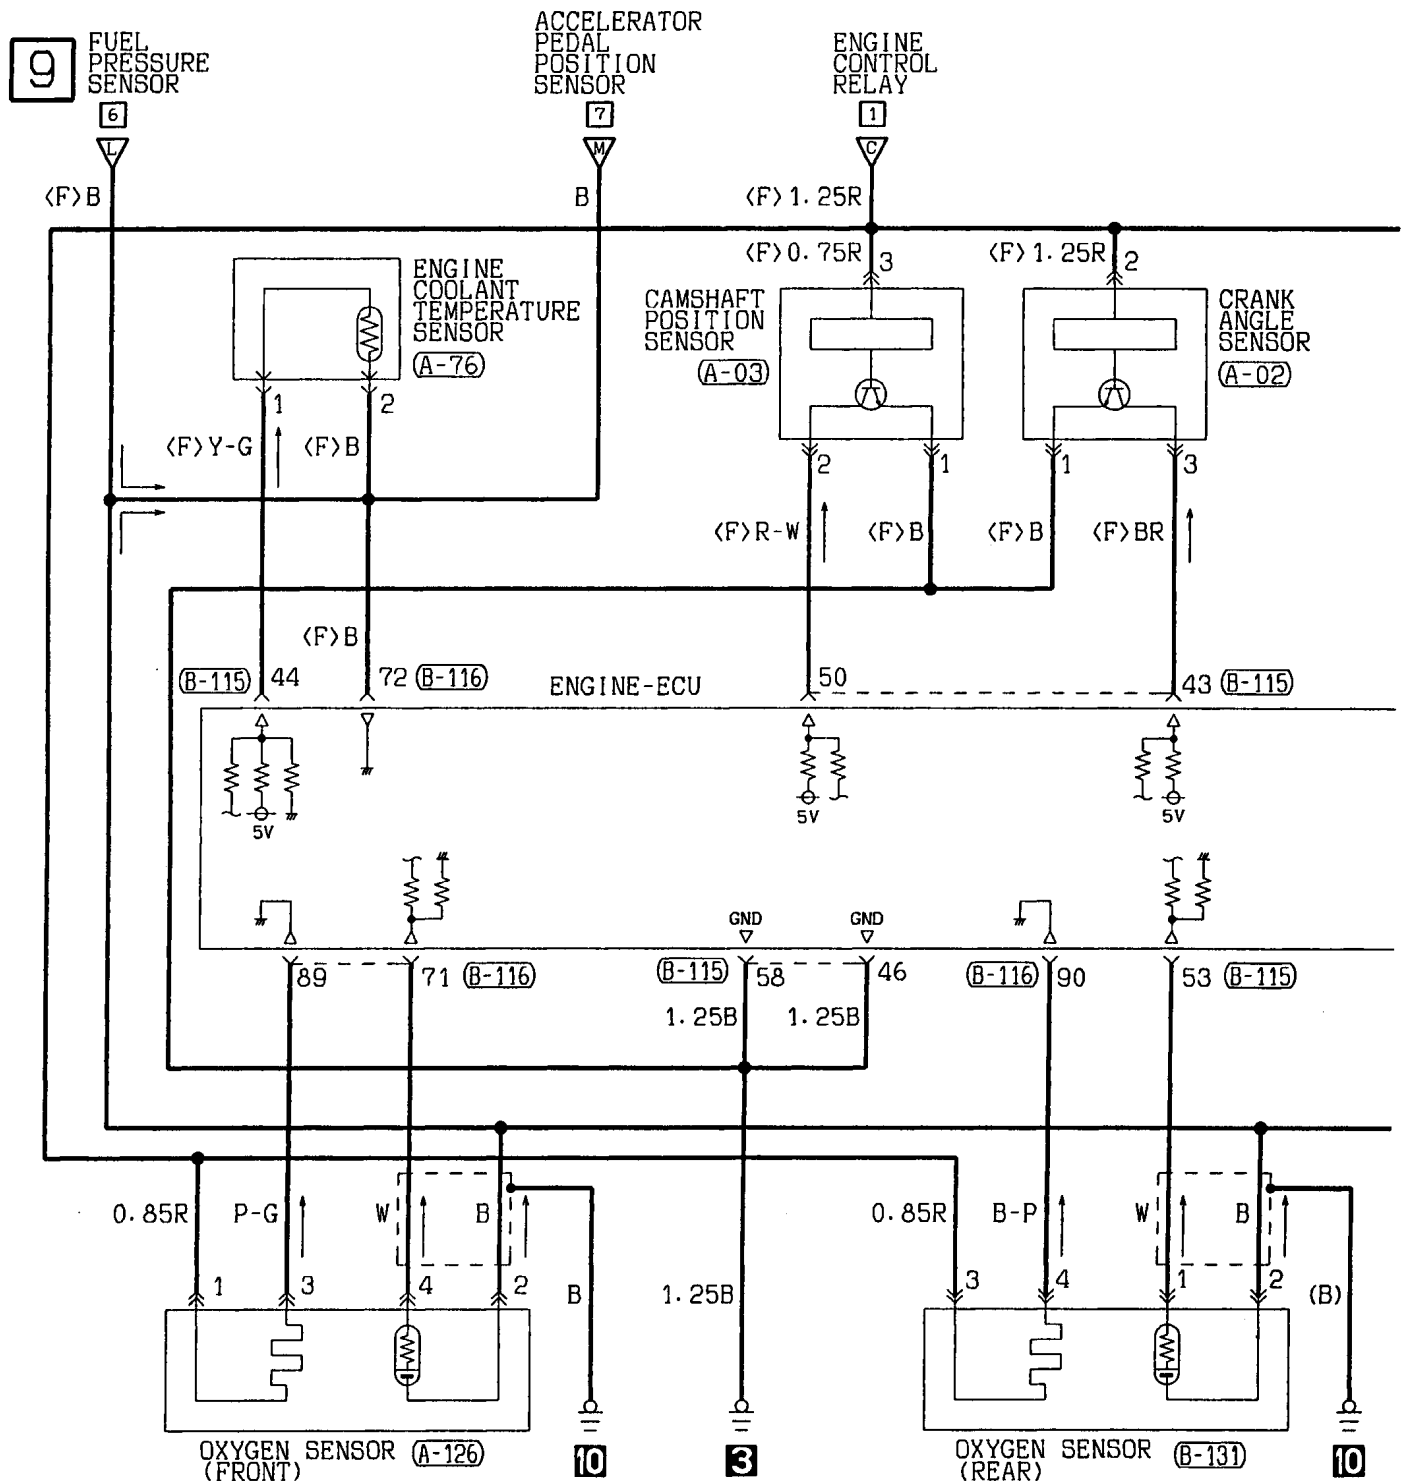 9
FUEL
PRESSURE
SENSOR
6
L
ACCELERATOR
PEDAL
POSITION
SENSOR
7
M
ENGINE
CONTROL
RELAY
1
C
<F>B
B
<F>1.25R
<F>0.75R
3
<F>1.25R
2
ENGINE
COOLANT
TEMPERATURE
SENSOR
A-76
CAMSHAFT
POSITION
SENSOR
A-03
CRANK
ANGLE
SENSOR
A-02
1
2
2
1
1
3
<F>Y-G
<F>B
<F>R-W
<F>B
<F>B
<F>BR
<F>B
B-115
44
72
B-116
ENGINE-ECU
50
43
B-115
5V
5V
5V
GND
GND
89
71
B-116
B-115
58
46
B-116
90
53
B-115
1.25B
1.25B
0.85R
P-G
W
B
B
1.25B
0.85R
B-P
W
B
(B)
1
3
4
2
3
4
1
2
OXYGEN SENSOR
(FRONT)
A-126
10
3
OXYGEN SENSOR
(REAR)
B-131
10